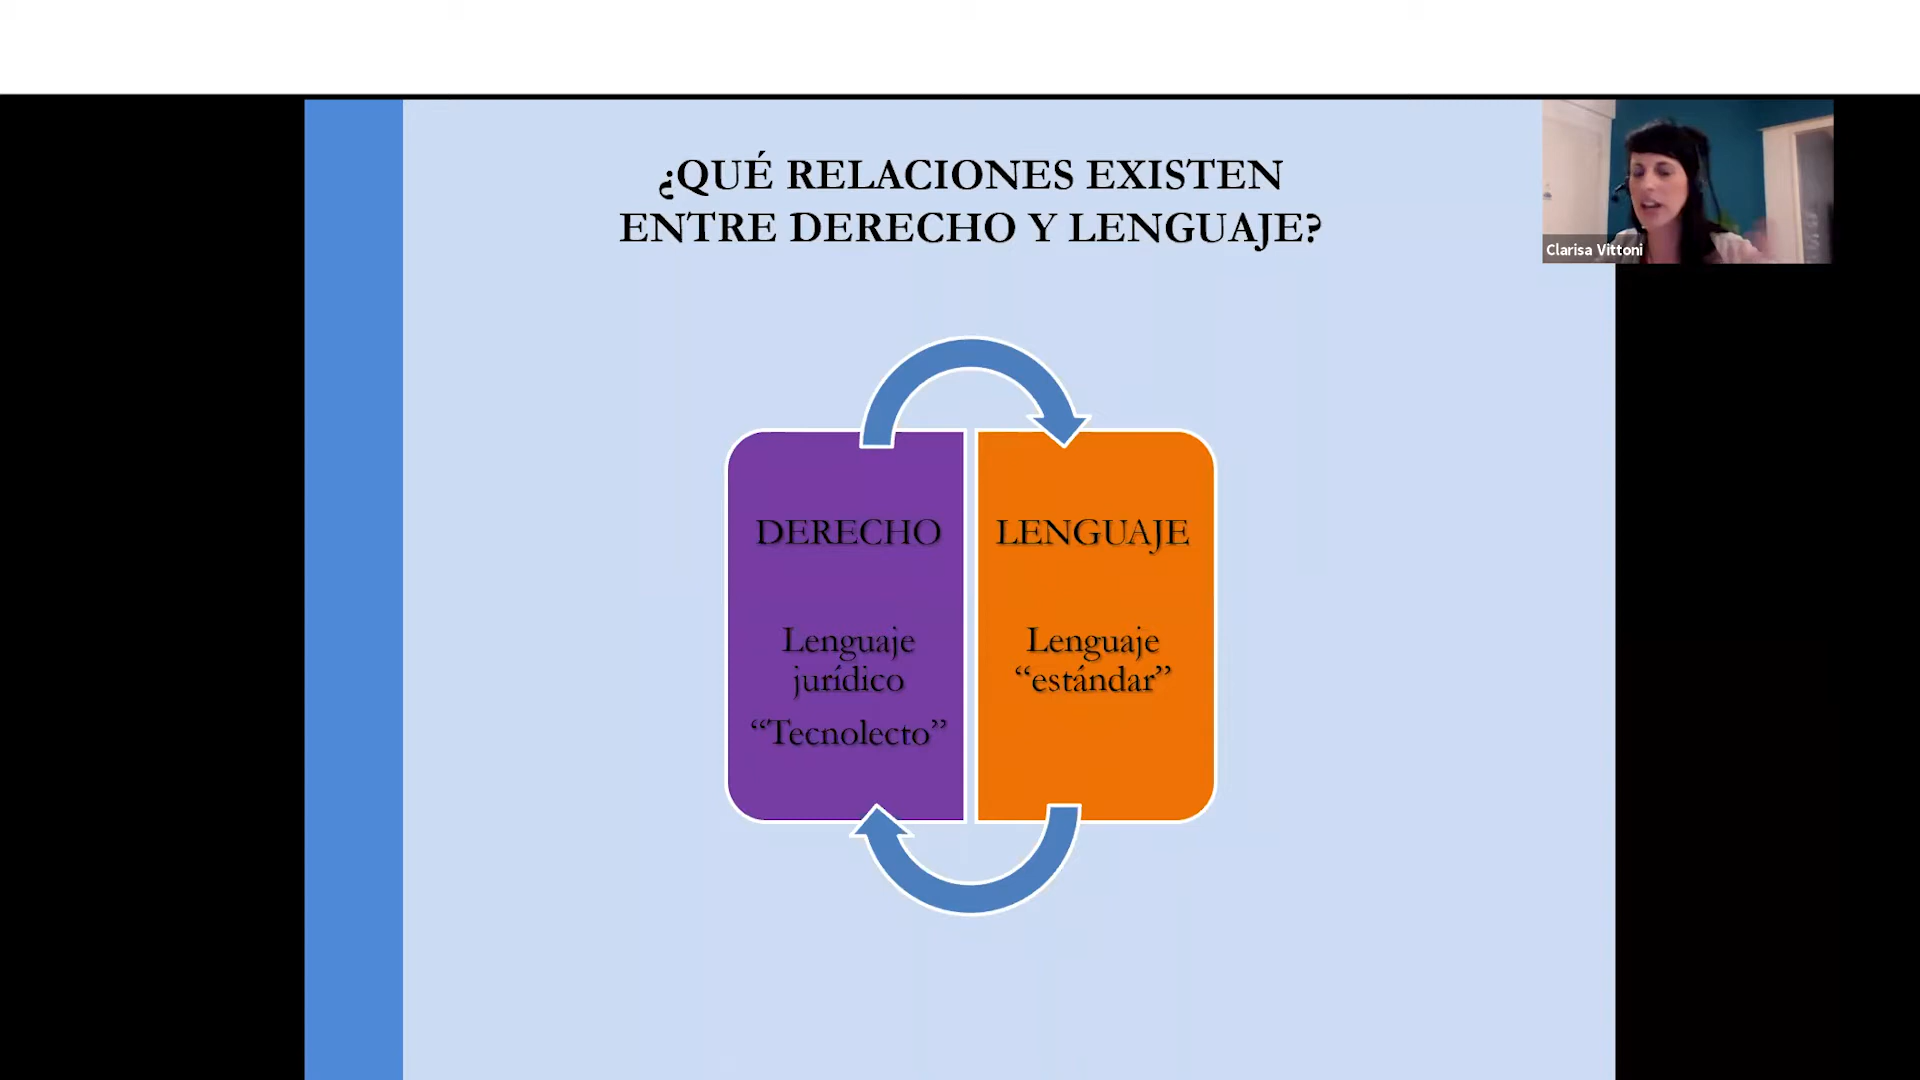 ¿QUÉ RELACIONES EXISTEN
ENTRE DERECHO Y LENGUAJE?
Clarisa Vittoni
DERECHO
Lenguaje
jurídico
“Tecnolecto”
LENGUAJE
Lenguaje
“estándar”